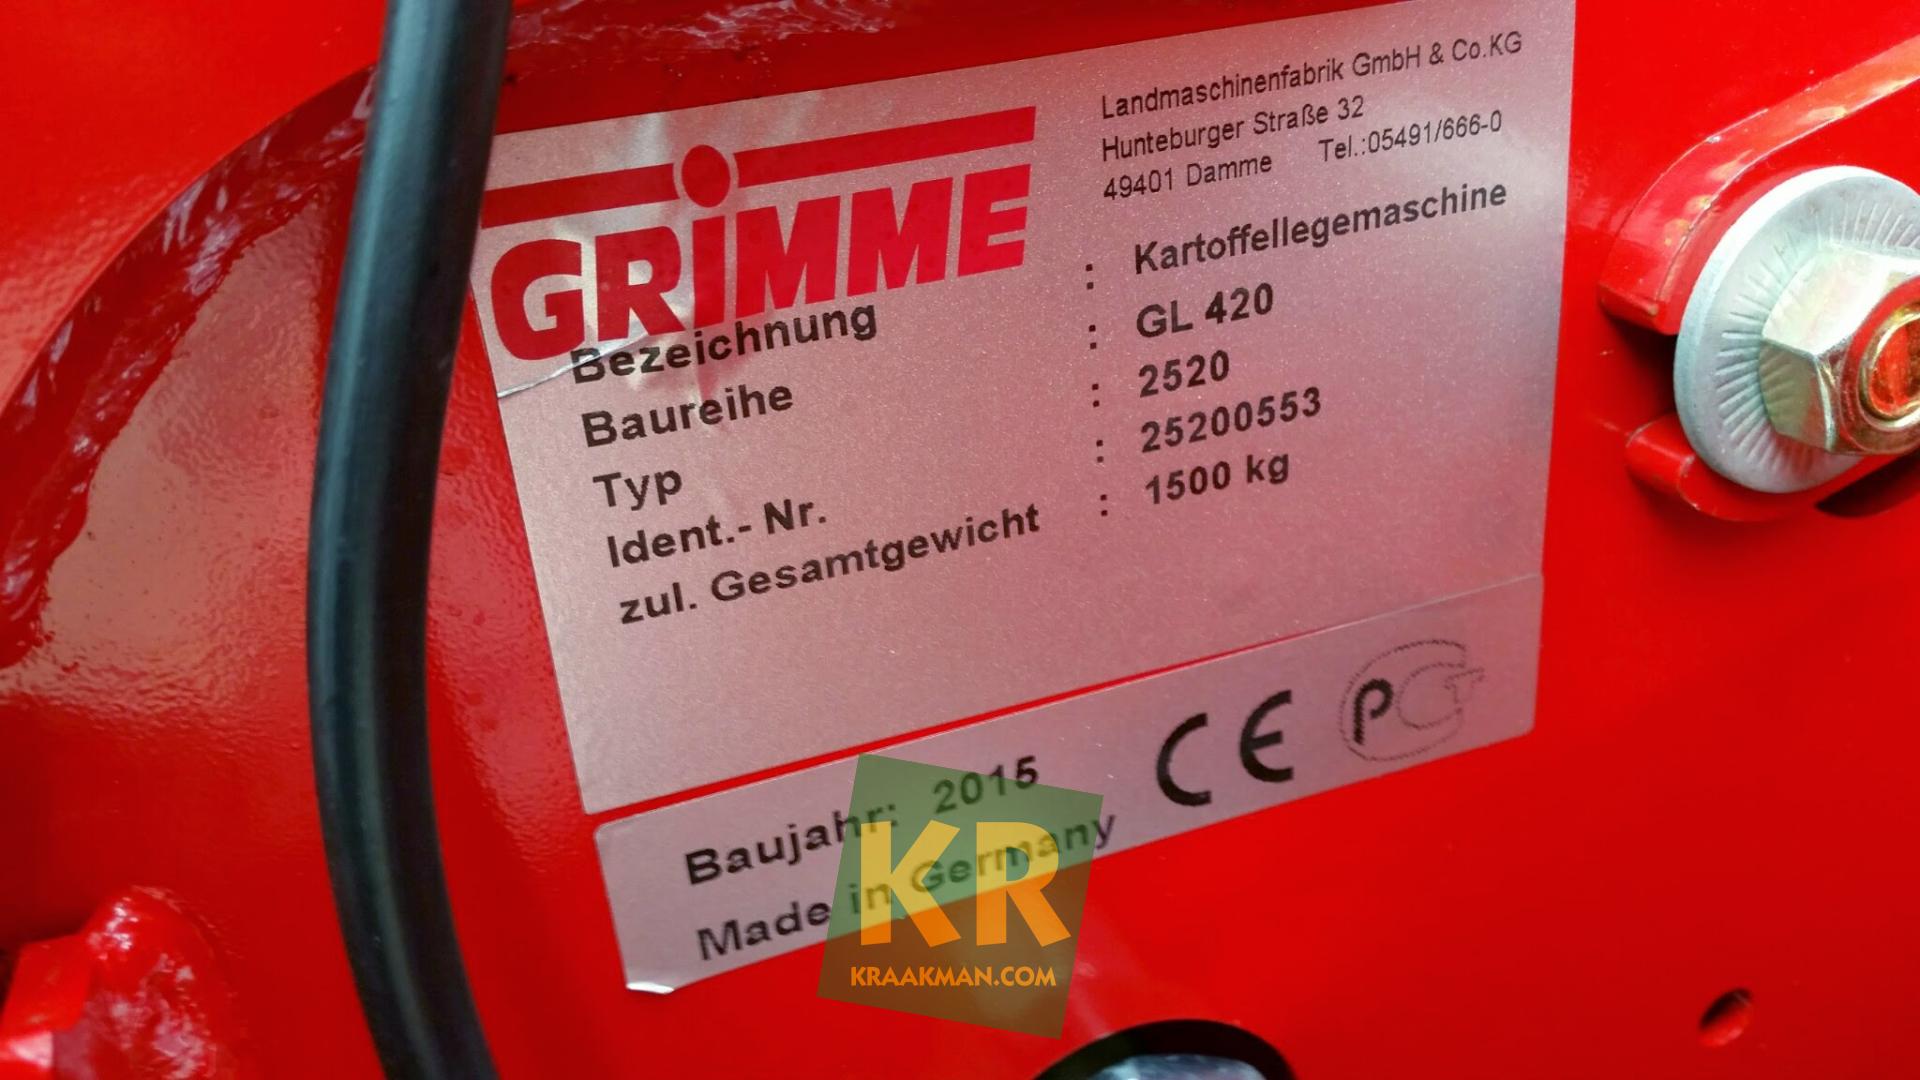 GRIMME
Landmaschinenfabrik GmbH & Co.KG
Hunteburger Straße 32
49401 Damme Tel.:05491/666-0
Bezeichnung : Kartoffellegemaschine
Baureihe : GL 420
Typ : 2520
Ident.- Nr. : 25200553
zul. Gesamtgewicht : 1500 kg
Baujahr: 2015
Made in Germany
CE PCT
KR
KRAAKMAN.COM